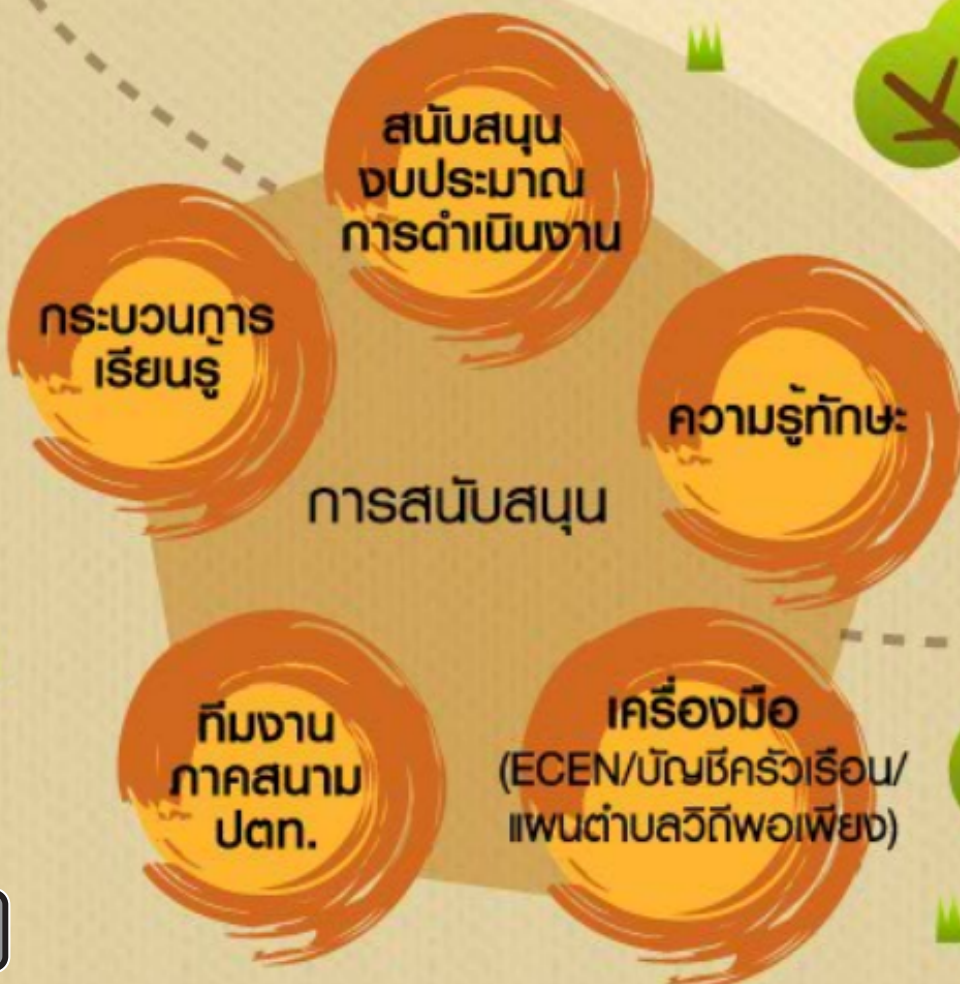 สนับสนุน
งบประมาณ
การดำเนินงาน
กระบวนการ
เรียนรู้
ความรู้ทักษะ
การสนับสนุน
ทีมงาน
ภาคสนาม
ปตท.
เครื่องมือ
(ECEN/บัญชีครัวเรือน/
แผนตำบลวิถีพอเพียง)